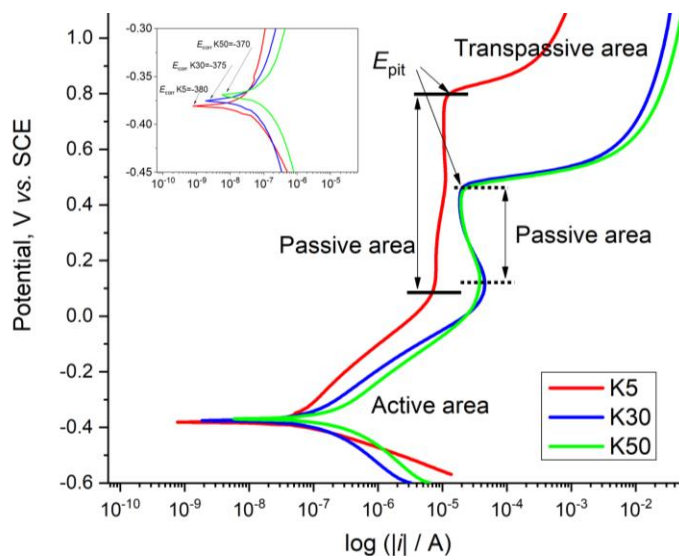 -0.30
-0.35
-0.40
-0.45
10⁻¹⁰ 10⁻⁹ 10⁻⁸ 10⁻⁷ 10⁻⁶ 10⁻⁵
Ecorr K50=-370
Ecorr K30=-375
Ecorr K5=-380
Transpassive area
Epit
Passive area
Passive area
Active area
K5
K30
K50
Potential, V vs. SCE
1.0
0.8
0.6
0.4
0.2
0.0
-0.2
-0.4
-0.6
10⁻¹⁰ 10⁻⁹ 10⁻⁸ 10⁻⁷ 10⁻⁶ 10⁻⁵ 10⁻⁴ 10⁻³ 10⁻²
log (|i| / A)